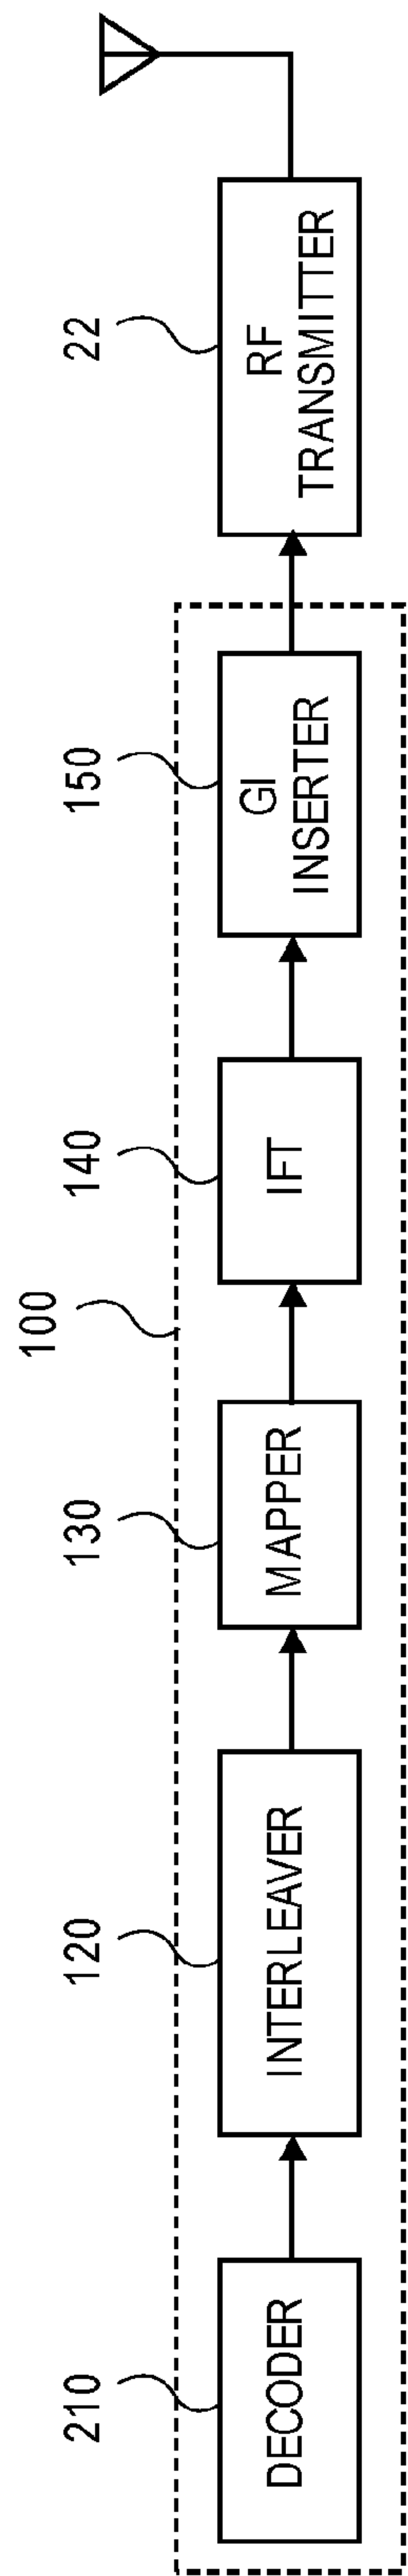 100
210
DECODER
120
INTERLEAVER
130
MAPPER
140
IFT
150
GI
INSERTER
22
RF
TRANSMITTER